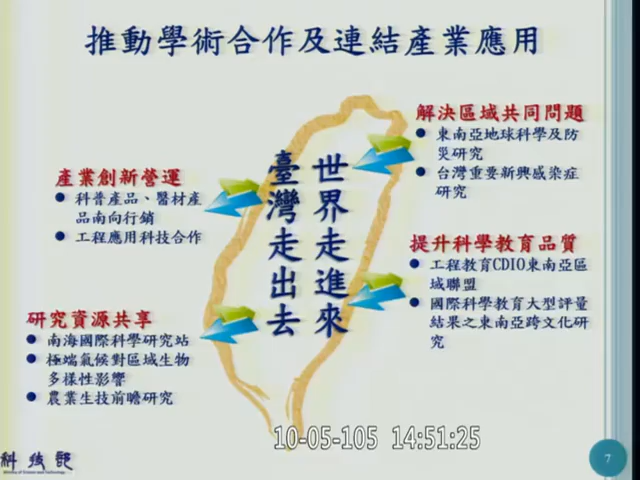 推動學術合作及連結產業應用
解決區域共同問題
● 東南亞地球科學及防
災研究
● 台灣重要新興感染症
研究
產業創新營運
● 科普產品、醫材產
品南向行銷
● 工程應用科技合作
世界走進來
臺灣走出去
提升科學教育品質
● 工程教育CDIO東南亞區
域聯盟
● 國際科學教育大型評量
結果之東南亞跨文化研
究
研究資源共享
● 南海國際科學研究站
● 極端氣候對區域生物
多樣性影響
● 農業生技前瞻研究
10-05-105 14:51:25
科技部
Ministry of Science and Technology
7